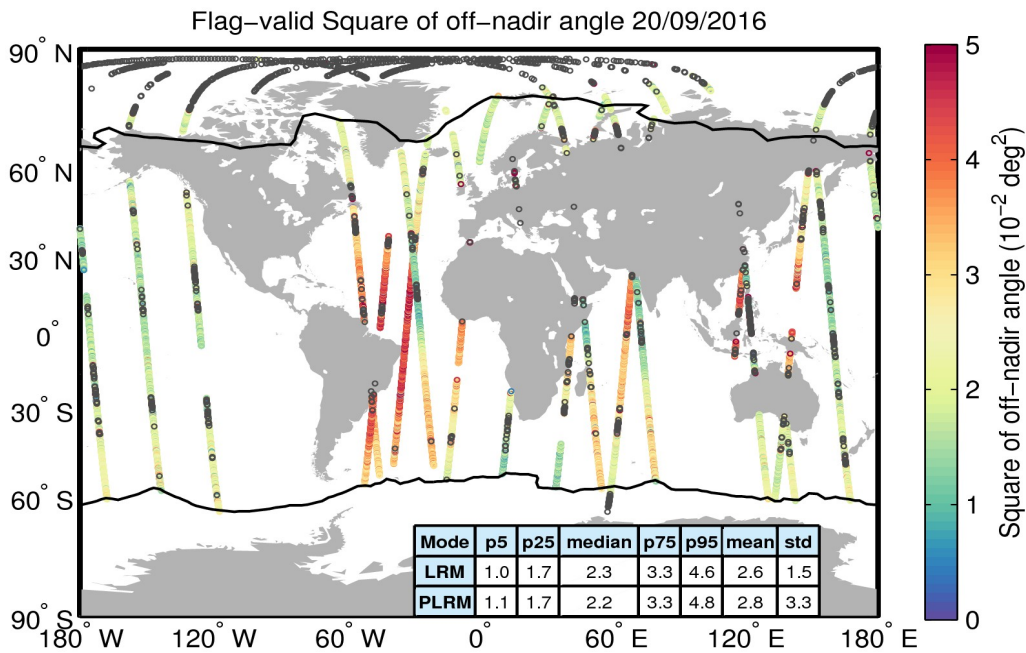 Flag−valid Square of off−nadir angle 20/09/2016
90° N
60° N
30° N
0°
30° S
60° S
90° S
180° W
120° W
60° W
0°
60° E
120° E
180° E
Mode p5 p25 median p75 p95 mean std
LRM 1.0 1.7 2.3 3.3 4.6 2.6 1.5
PLRM 1.1 1.7 2.2 3.3 4.8 2.8 3.3
5
4
3
2
1
0
Square of off−nadir angle (10⁻² deg²)